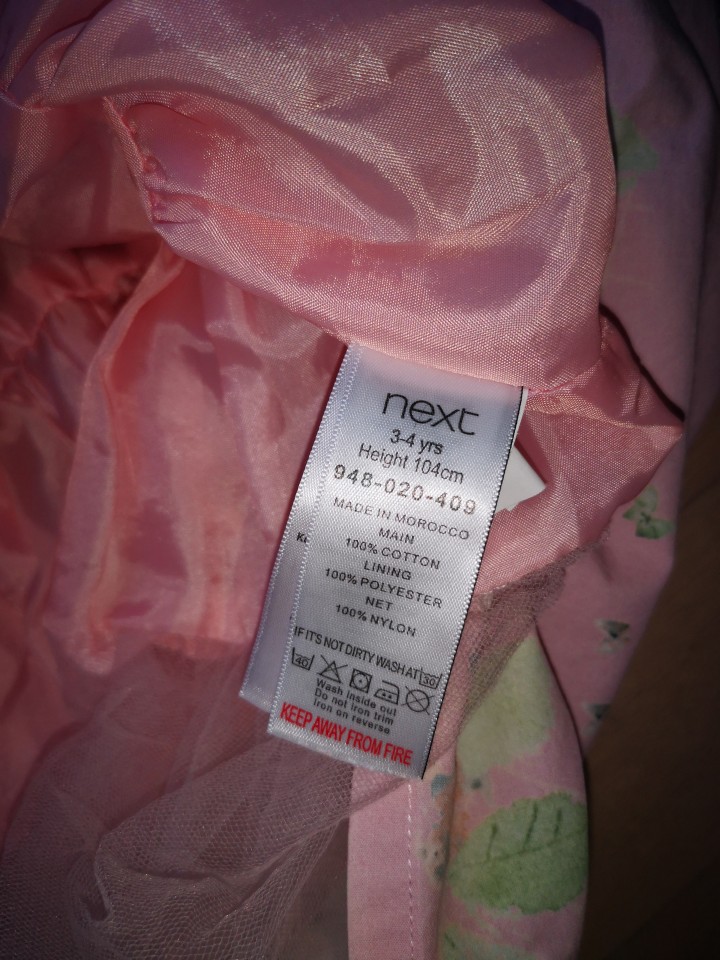 next
3-4 yrs
Height 104cm
948-020-409
MADE IN MOROCCO
MAIN
100% COTTON
LINING
100% POLYESTER
NET
100% NYLON
IF IT'S NOT DIRTY WASH AT 30
40
Wash inside out
Do not iron trim
Iron on reverse
KEEP AWAY FROM FIRE